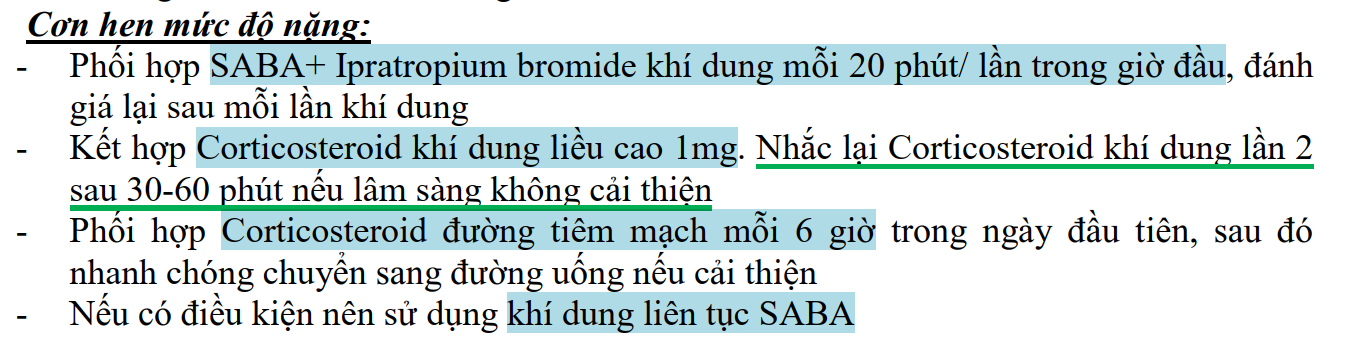 Cơn hen mức độ nặng:
- Phối hợp SABA+ Ipratropium bromide khí dung mỗi 20 phút/ lần trong giờ đầu, đánh
giá lại sau mỗi lần khí dung
- Kết hợp Corticosteroid khí dung liều cao 1mg. Nhắc lại Corticosteroid khí dung lần 2
sau 30-60 phút nếu lâm sàng không cải thiện
- Phối hợp Corticosteroid đường tiêm mạch mỗi 6 giờ trong ngày đầu tiên, sau đó
nhanh chóng chuyển sang đường uống nếu cải thiện
- Nếu có điều kiện nên sử dụng khí dung liên tục SABA